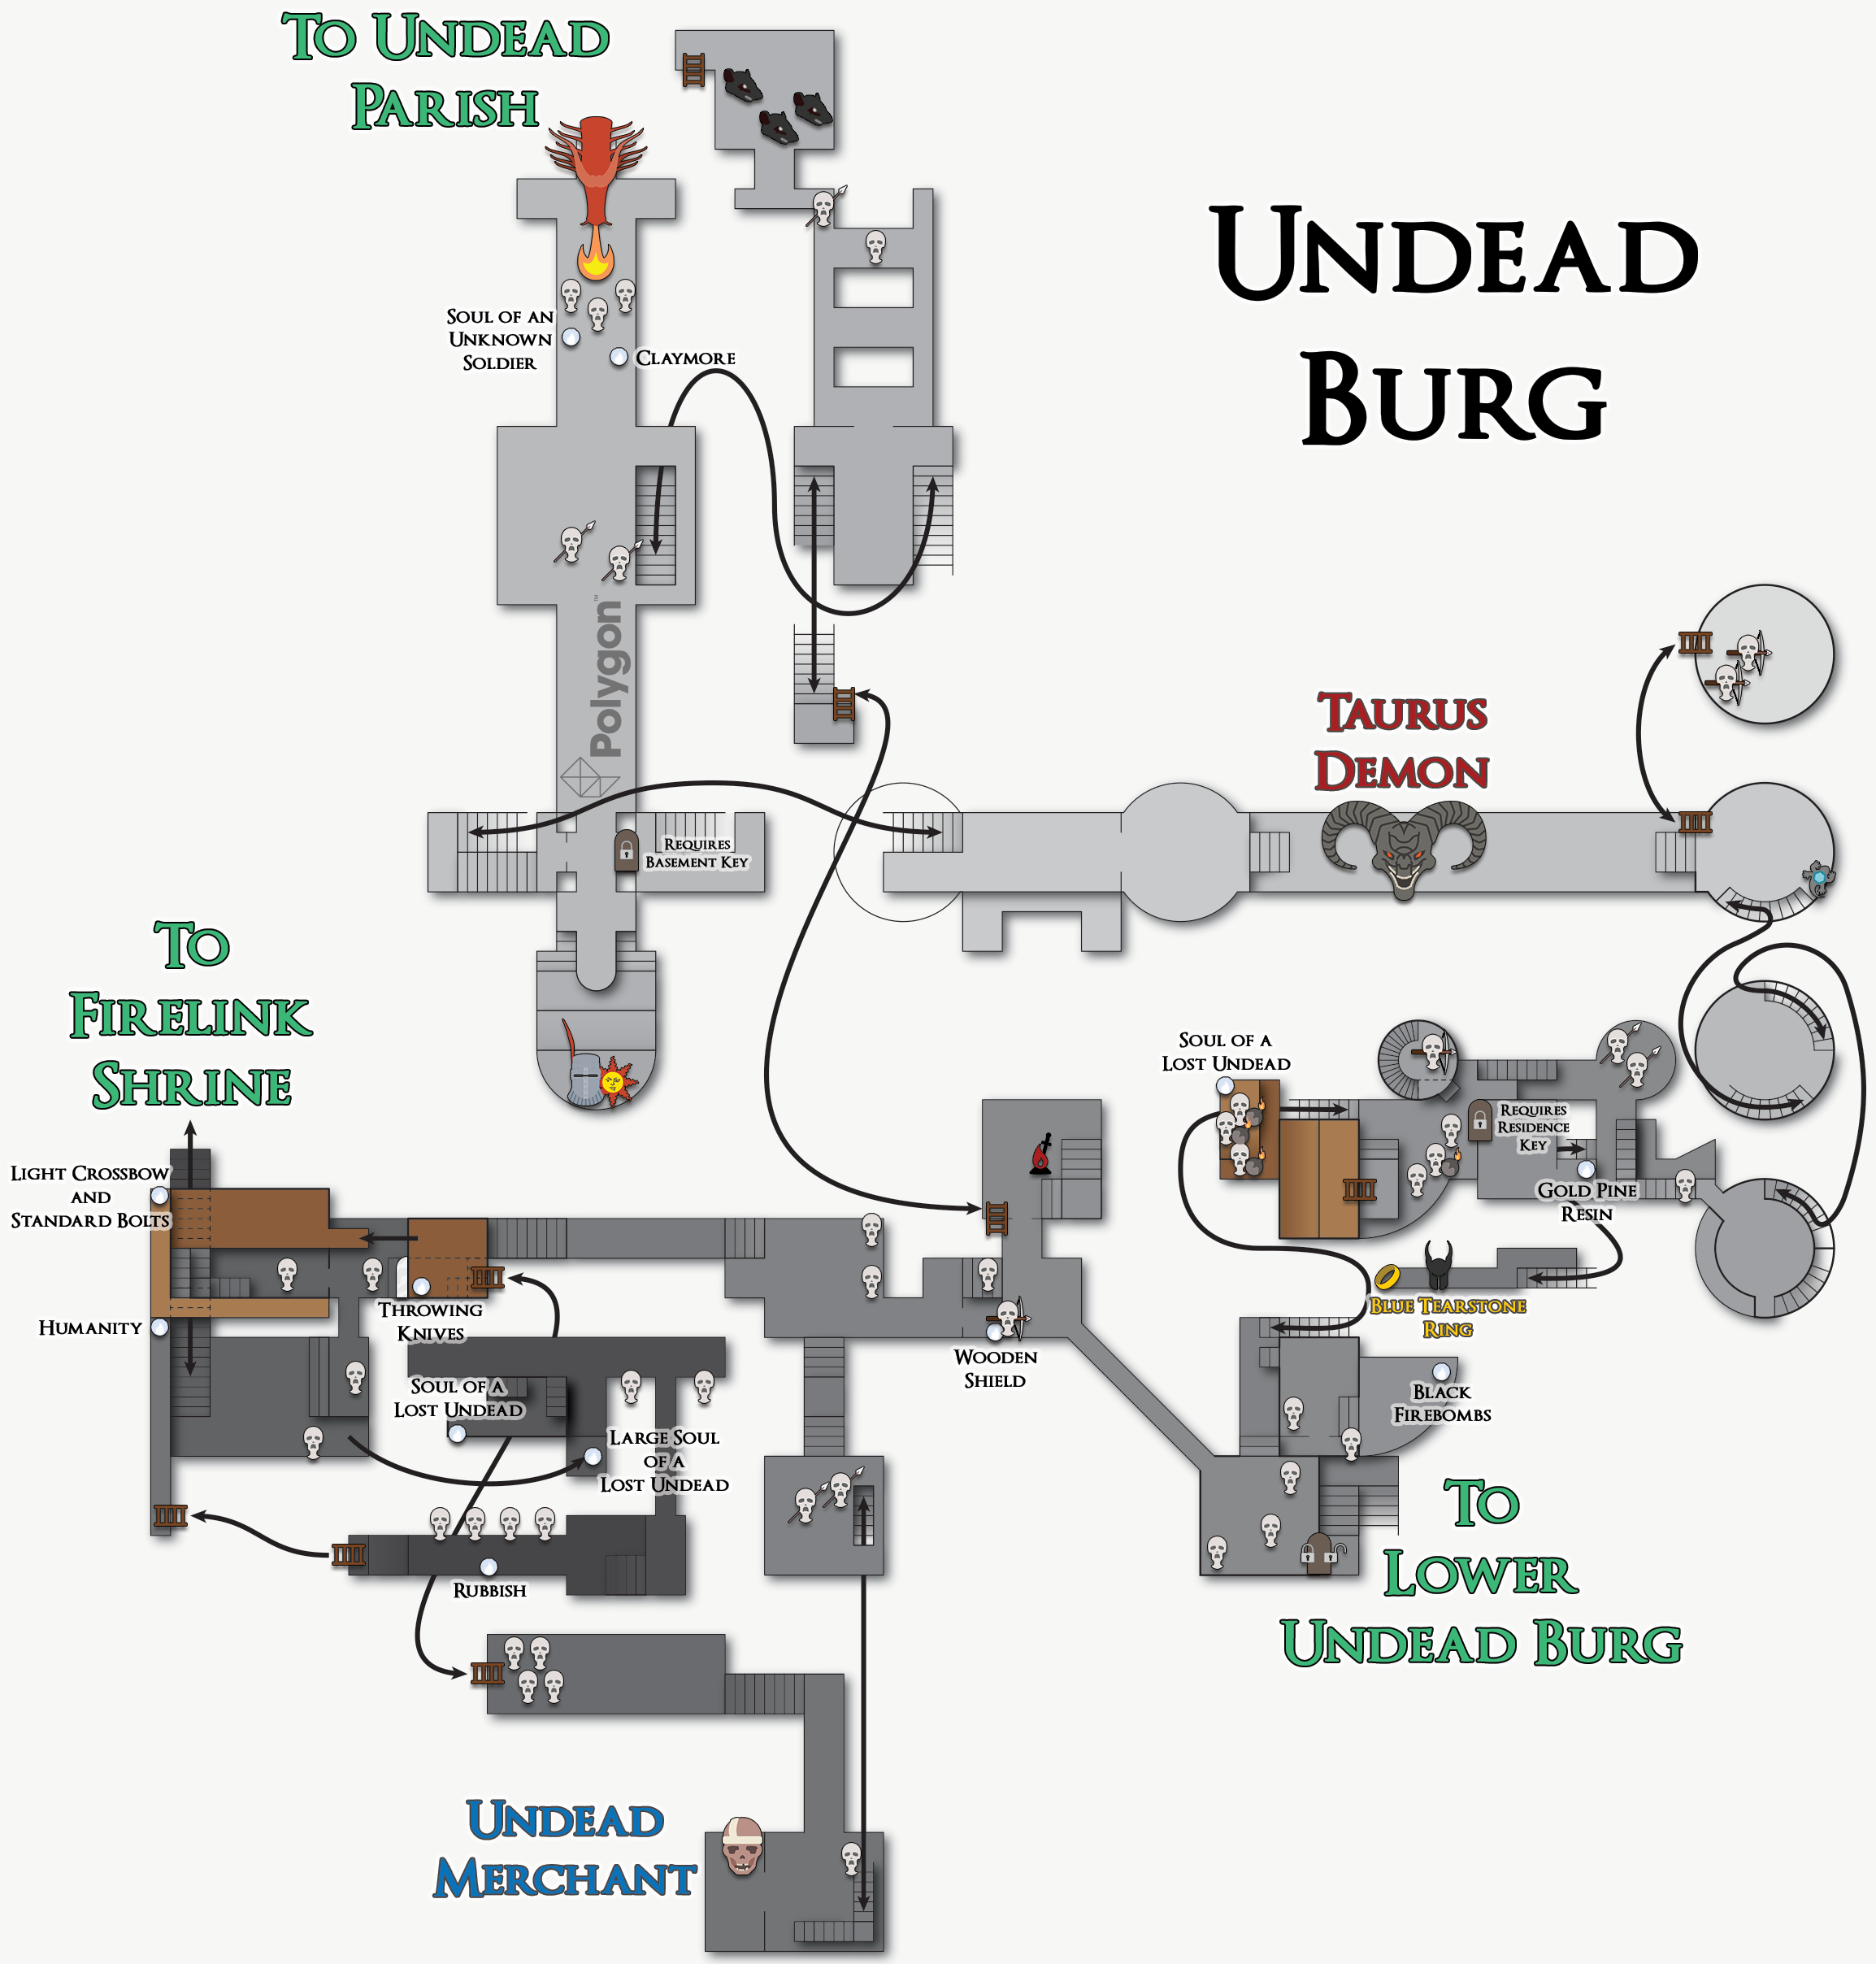 To Undead
Parish
Undead
Burg
Soul of an
Unknown
Soldier
Claymore
Polygon™
Taurus
Demon
Requires
Basement Key
To
Firelink
Shrine
Soul of a
Lost Undead
Requires
Residence
Key
Gold Pine
Resin
Light Crossbow
and
Standard Bolts
Humanity
Throwing
Knives
Blue Tearstone
Ring
Wooden
Shield
Soul of a
Lost Undead
Black
Firebombs
Large Soul
of a
Lost Undead
Rubbish
To
Lower
Undead Burg
Undead
Merchant